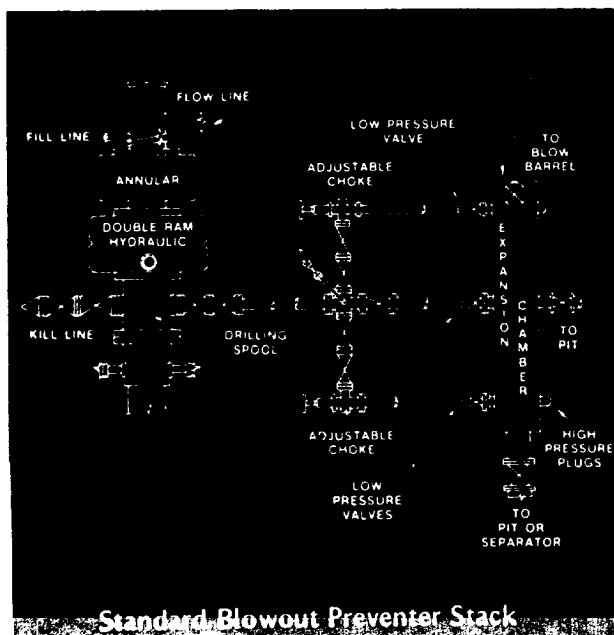 FLOW LINE
FILL LINE
ANNULAR
DOUBLE RAM
HYDRAULIC
KILL LINE
DRILLING
SPOOL
LOW PRESSURE
VALVE
ADJUSTABLE
CHOKE
TO
BLOW
BARREL
EXPANSION
CHAMBER
TO
PIT
ADJUSTABLE
CHOKE
LOW
PRESSURE
VALVES
HIGH
PRESSURE
PLUGS
TO
PIT OR
SEPARATOR
Standard Blowout Preventer Stack